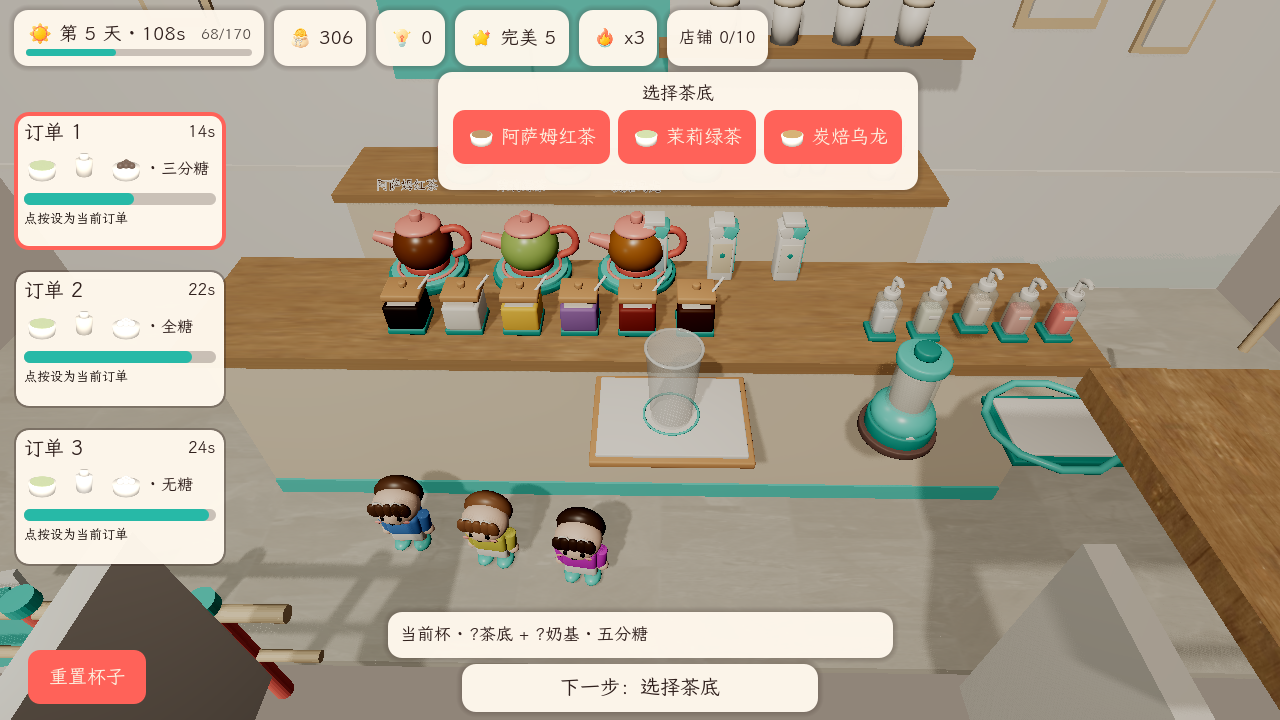 第 5 天·108s 68/170
306
0
完美 5
x3
店铺 0/10
选择茶底
阿萨姆红茶
茉莉绿茶
炭焙乌龙
订单 1 14s
·三分糖
点按设为当前订单
订单 2 22s
·全糖
点按设为当前订单
订单 3 24s
·无糖
点按设为当前订单
阿萨姆红茶
当前杯·?茶底 + ?奶基·五分糖
下一步: 选择茶底
重置杯子